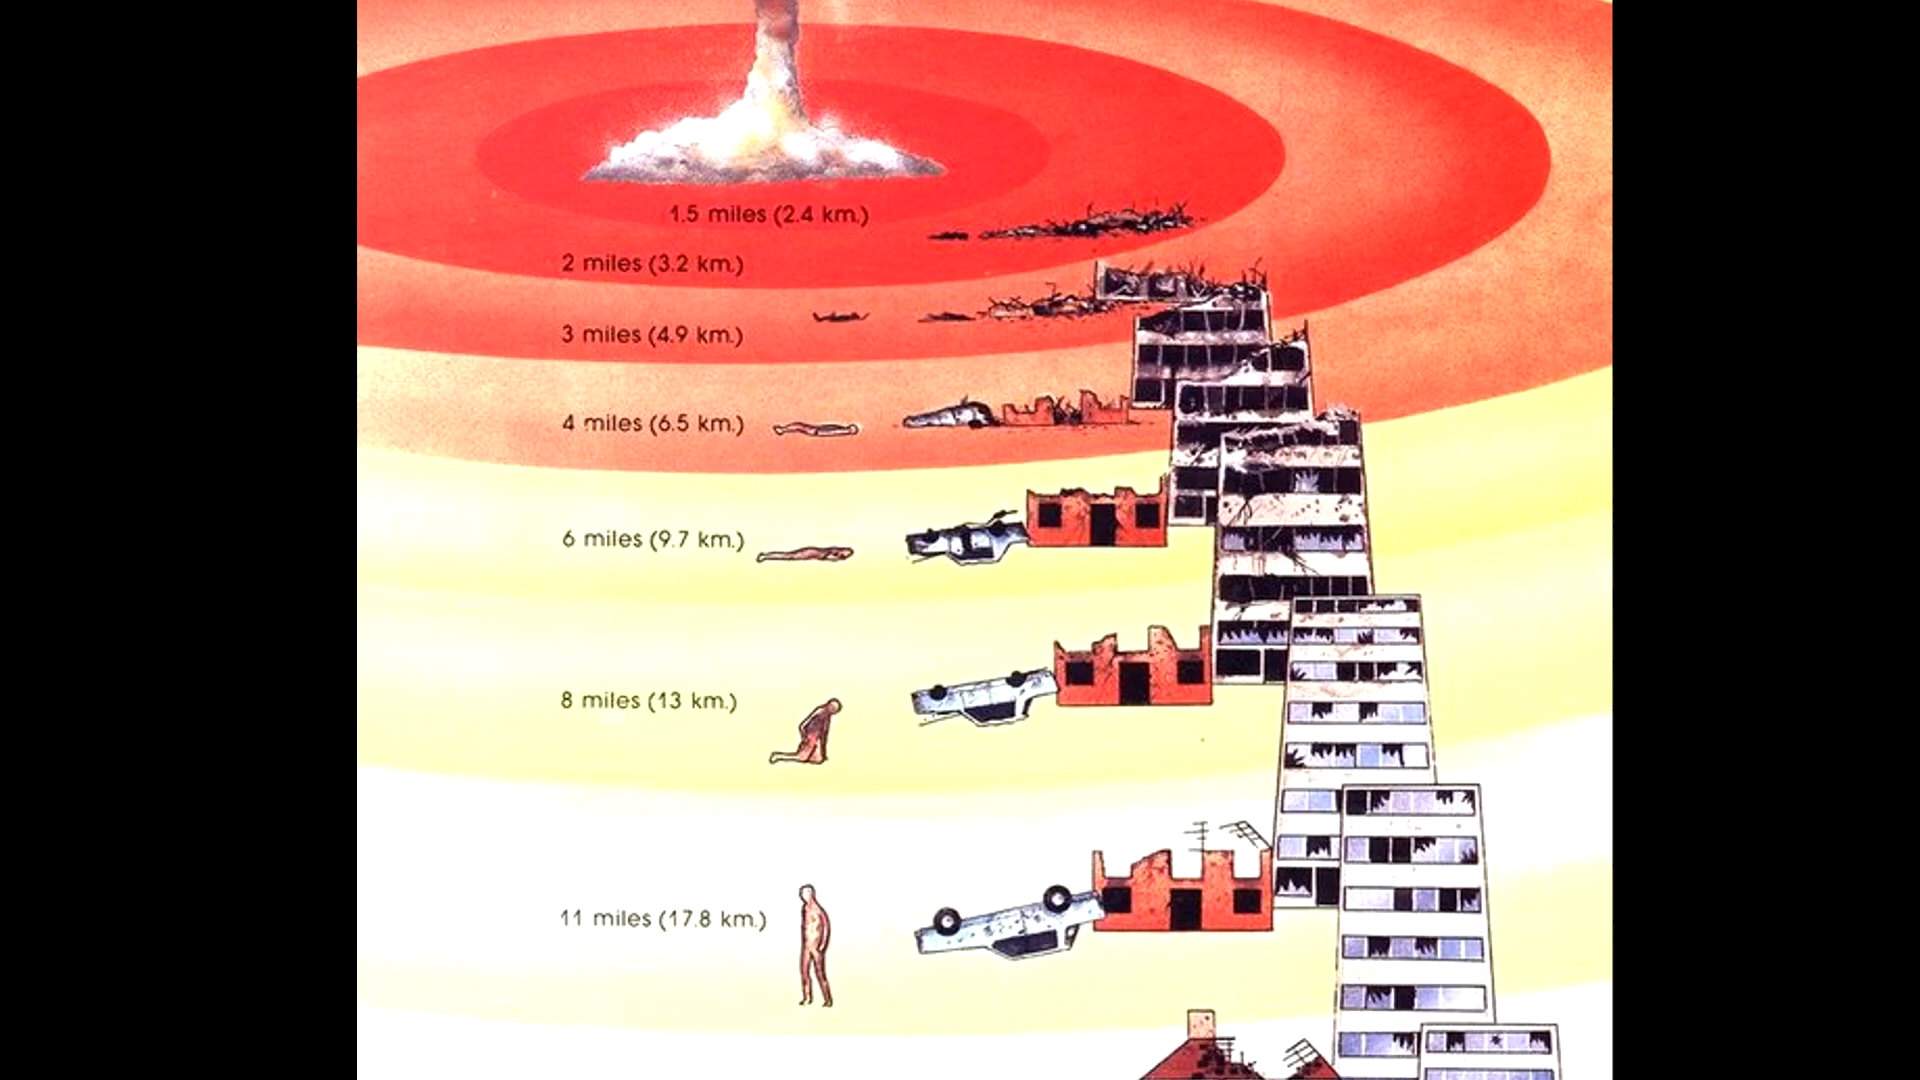 1.5 miles (2.4 km.)
2 miles (3.2 km.)
3 miles (4.9 km.)
4 miles (6.5 km.)
6 miles (9.7 km.)
8 miles (13 km.)
11 miles (17.8 km.)